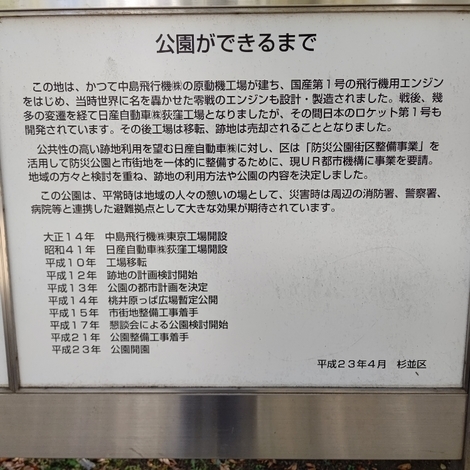 公園ができるまで
この地は、かつて中島飛行機㈱の原動機工場が建ち、国産第1号の飛行機用エンジン
をはじめ、当時世界に名を轟かせた零戦のエンジンも設計・製造されました。戦後、幾
多の変遷を経て日産自動車㈱荻窪工場となりましたが、その間日本のロケット第1号も
開発されています。その後工場は移転、跡地は売却されることとなりました。
公共性の高い跡地利用を望む日産自動車㈱に対し、区は「防災公園街区整備事業」を
活用して防災公園と市街地を一体的に整備するために、現UR都市機構に事業を要請。
地域の方々と検討を重ね、跡地の利用方法や公園の内容を決定しました。
この公園は、平常時は地域の人々の憩いの場として、災害時は周辺の消防署、警察署、
病院等と連携した避難拠点として大きな効果が期待されています。
大正14年 中島飛行機㈱東京工場開設
昭和41年 日産自動車㈱荻窪工場開設
平成10年 工場移転
平成12年 跡地の計画検討開始
平成13年 公園の都市計画を決定
平成14年 桃井原っぱ広場暫定公開
平成15年 市街地整備工事着手
平成17年 懇談会による公園検討開始
平成21年 公園整備工事着手
平成23年 公園開園
平成23年4月 杉並区